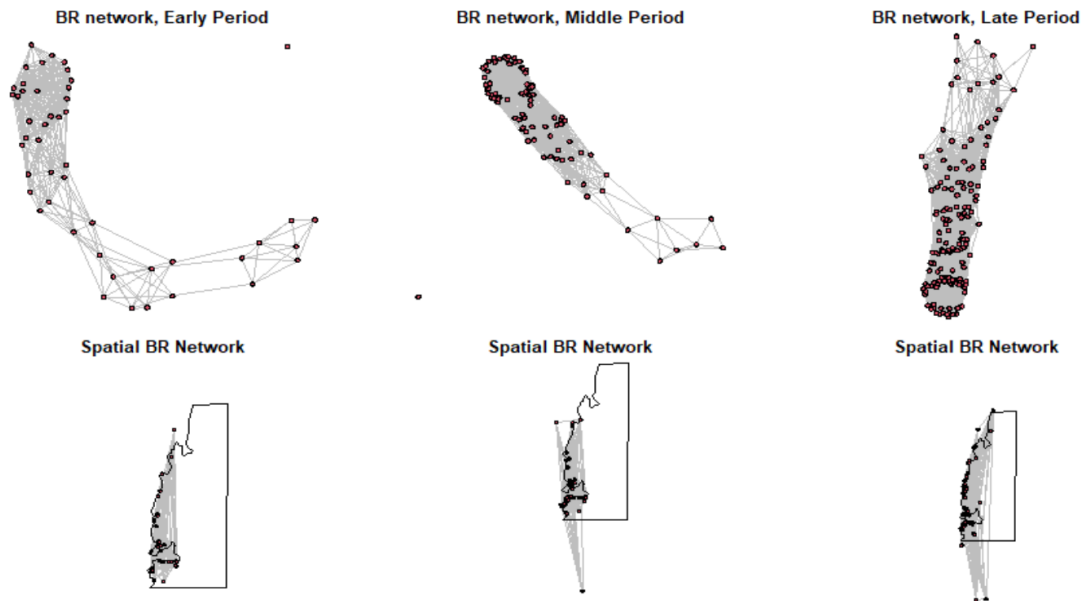 BR network, Early Period
BR network, Middle Period
BR network, Late Period
Spatial BR Network
Spatial BR Network
Spatial BR Network